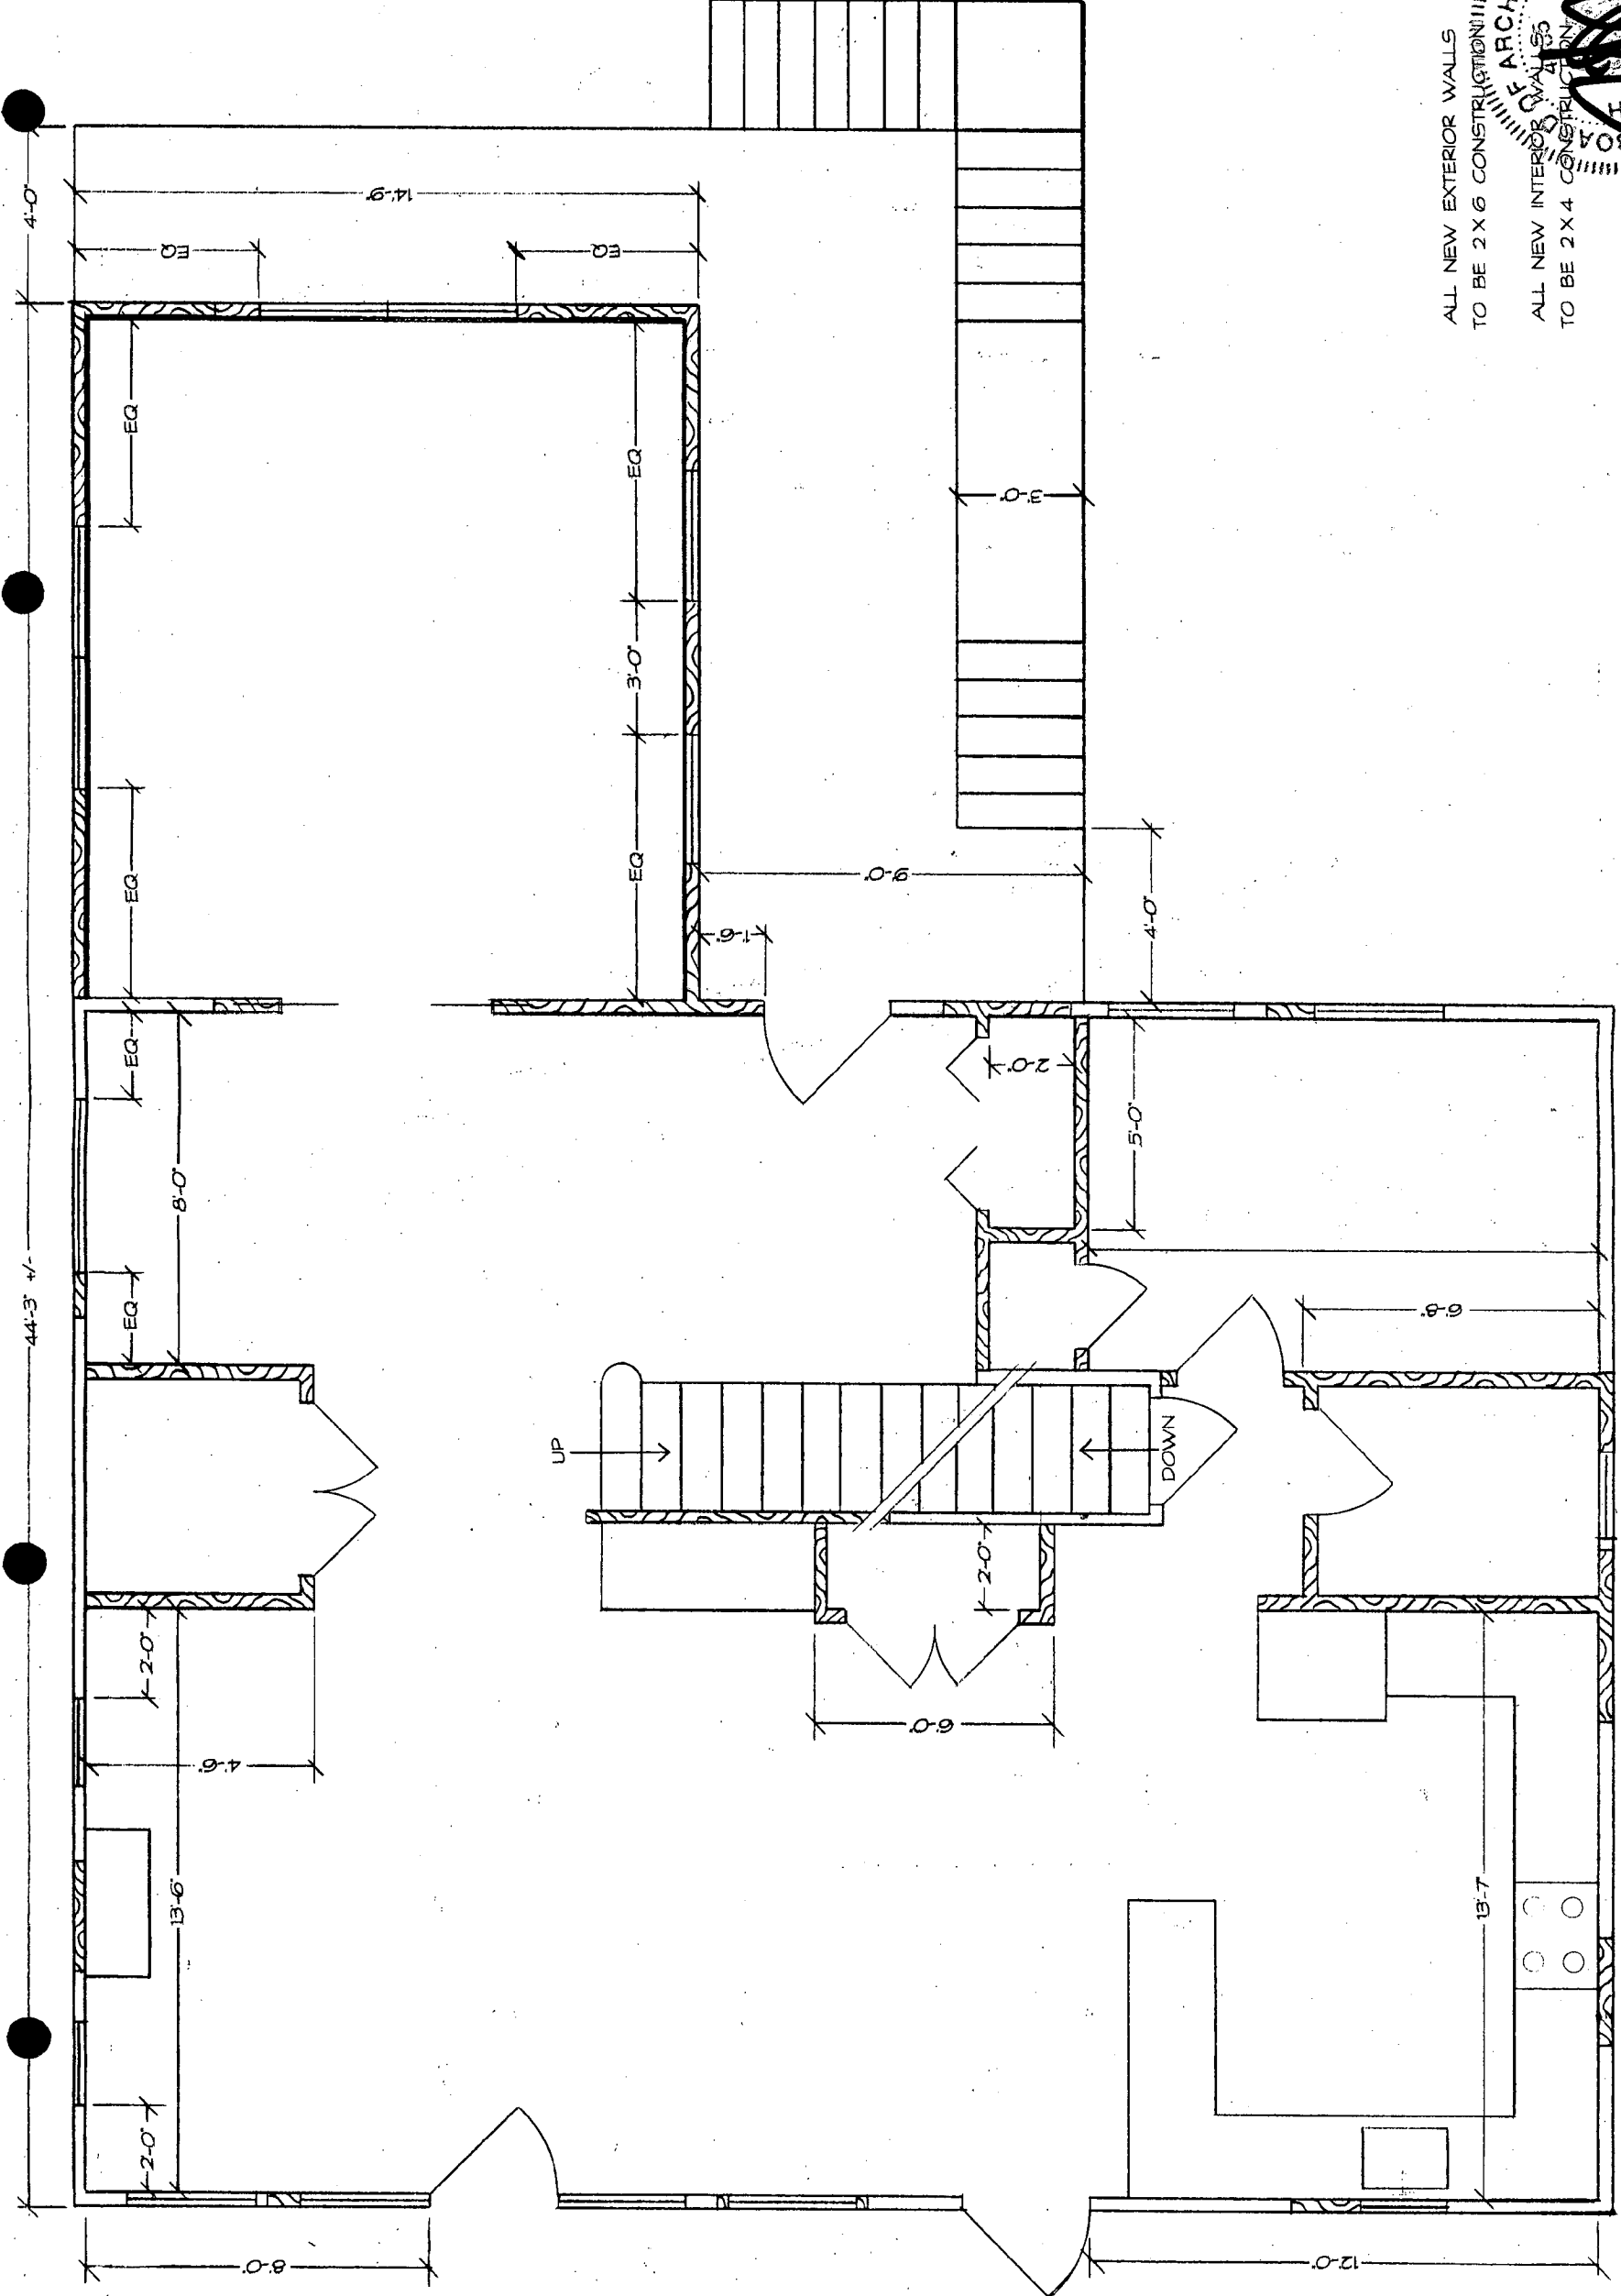 ALL NEW EXTERIOR WALLS
TO BE 2X6 CONSTRUCTION
ALL NEW INTERIOR WALLS
TO BE 2X4 CONSTRUCTION
OF ARCH
44'-3" +/-
4'-0"
14'-9"
EQ
EQ
EQ
EQ
EQ
3'-0"
EQ
3'-0"
9'-0"
1'-6"
4'-0"
EQ
EQ
8'-0"
2'-0"
5'-0"
6'-8"
UP
DOWN
2'-0"
6'-0"
2'-0"
4'-6"
13'-6"
2'-0"
13'-7
8'-0"
12'-0"